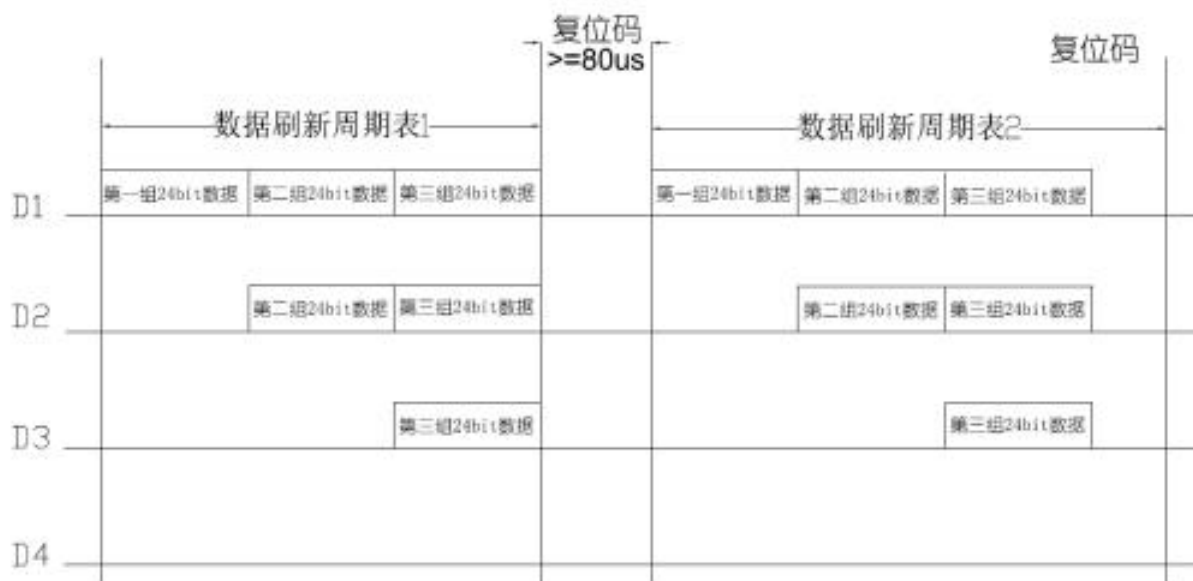 复位码
>=80us
复位码
数据刷新周期表1
数据刷新周期表2
D1
第一组24bit数据
第二组24bit数据
第三组24bit数据
第一组24bit数据
第二组24bit数据
第三组24bit数据
D2
第二组24bit数据
第三组24bit数据
第二组24bit数据
第三组24bit数据
D3
第三组24bit数据
第三组24bit数据
D4